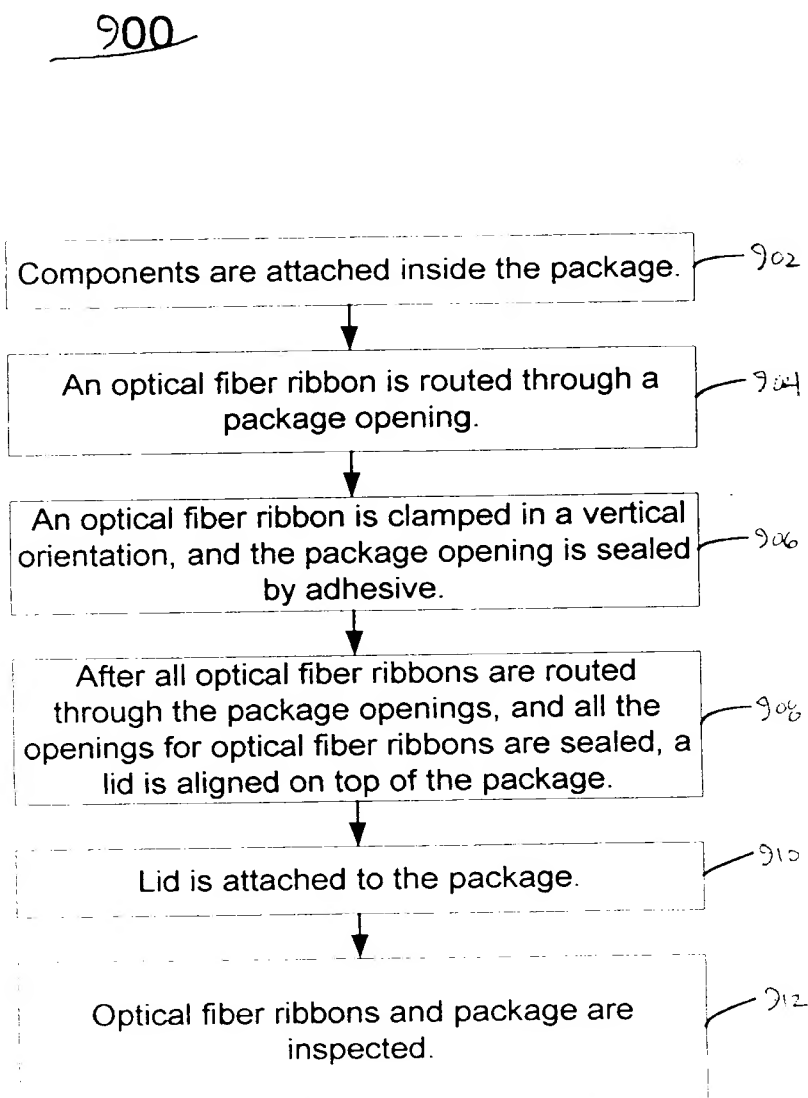 900
Components are attached inside the package.
902
An optical fiber ribbon is routed through a
package opening.
904
An optical fiber ribbon is clamped in a vertical
orientation, and the package opening is sealed
by adhesive.
906
After all optical fiber ribbons are routed
through the package openings, and all the
openings for optical fiber ribbons are sealed, a
lid is aligned on top of the package.
908
Lid is attached to the package.
910
Optical fiber ribbons and package are
inspected.
912